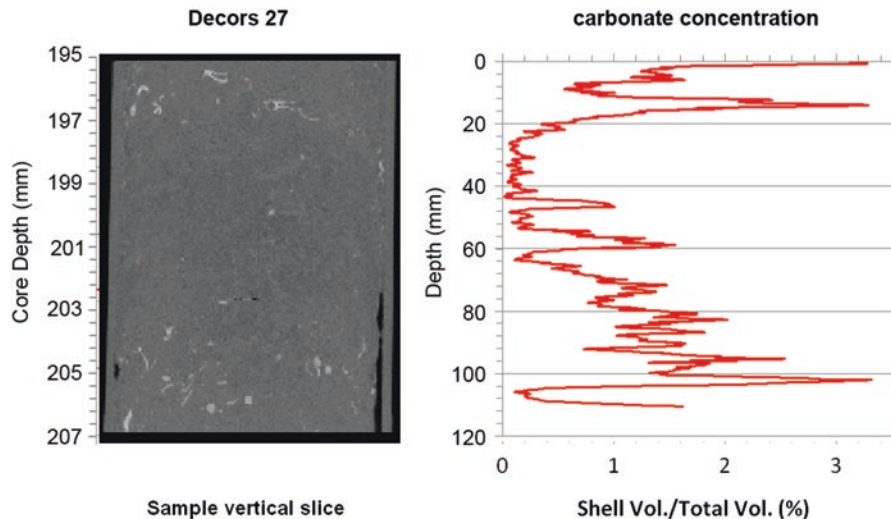 Decors 27
195
197
199
201
203
205
207
Core Depth (mm)
Sample vertical slice
carbonate concentration
0
20
40
60
80
100
120
Depth (mm)
0 1 2 3
Shell Vol./Total Vol. (%)